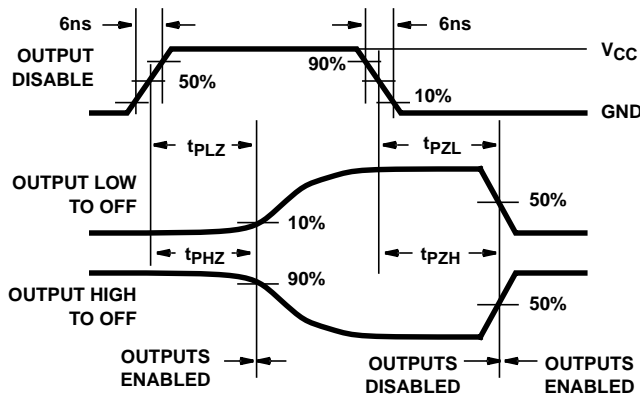 6ns
6ns
OUTPUT
DISABLE
90%
50%
10%
VCC
GND
tPLZ
tPZL
OUTPUT LOW
TO OFF
10%
50%
tPHZ
tPZH
90%
OUTPUT HIGH
TO OFF
50%
OUTPUTS
ENABLED
OUTPUTS
DISABLED
OUTPUTS
ENABLED